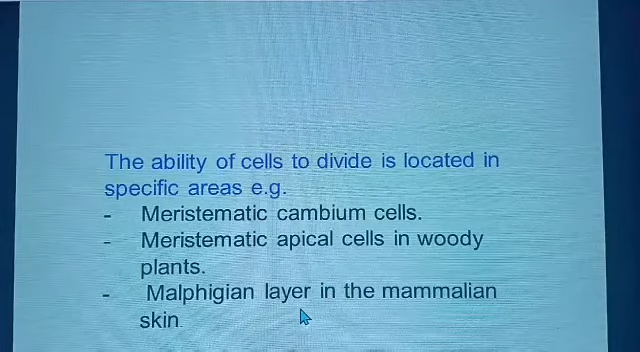 The ability of cells to divide is located in
specific areas e.g.
- Meristematic cambium cells.
- Meristematic apical cells in woody
plants.
- Malphigian layer in the mammalian
skin.